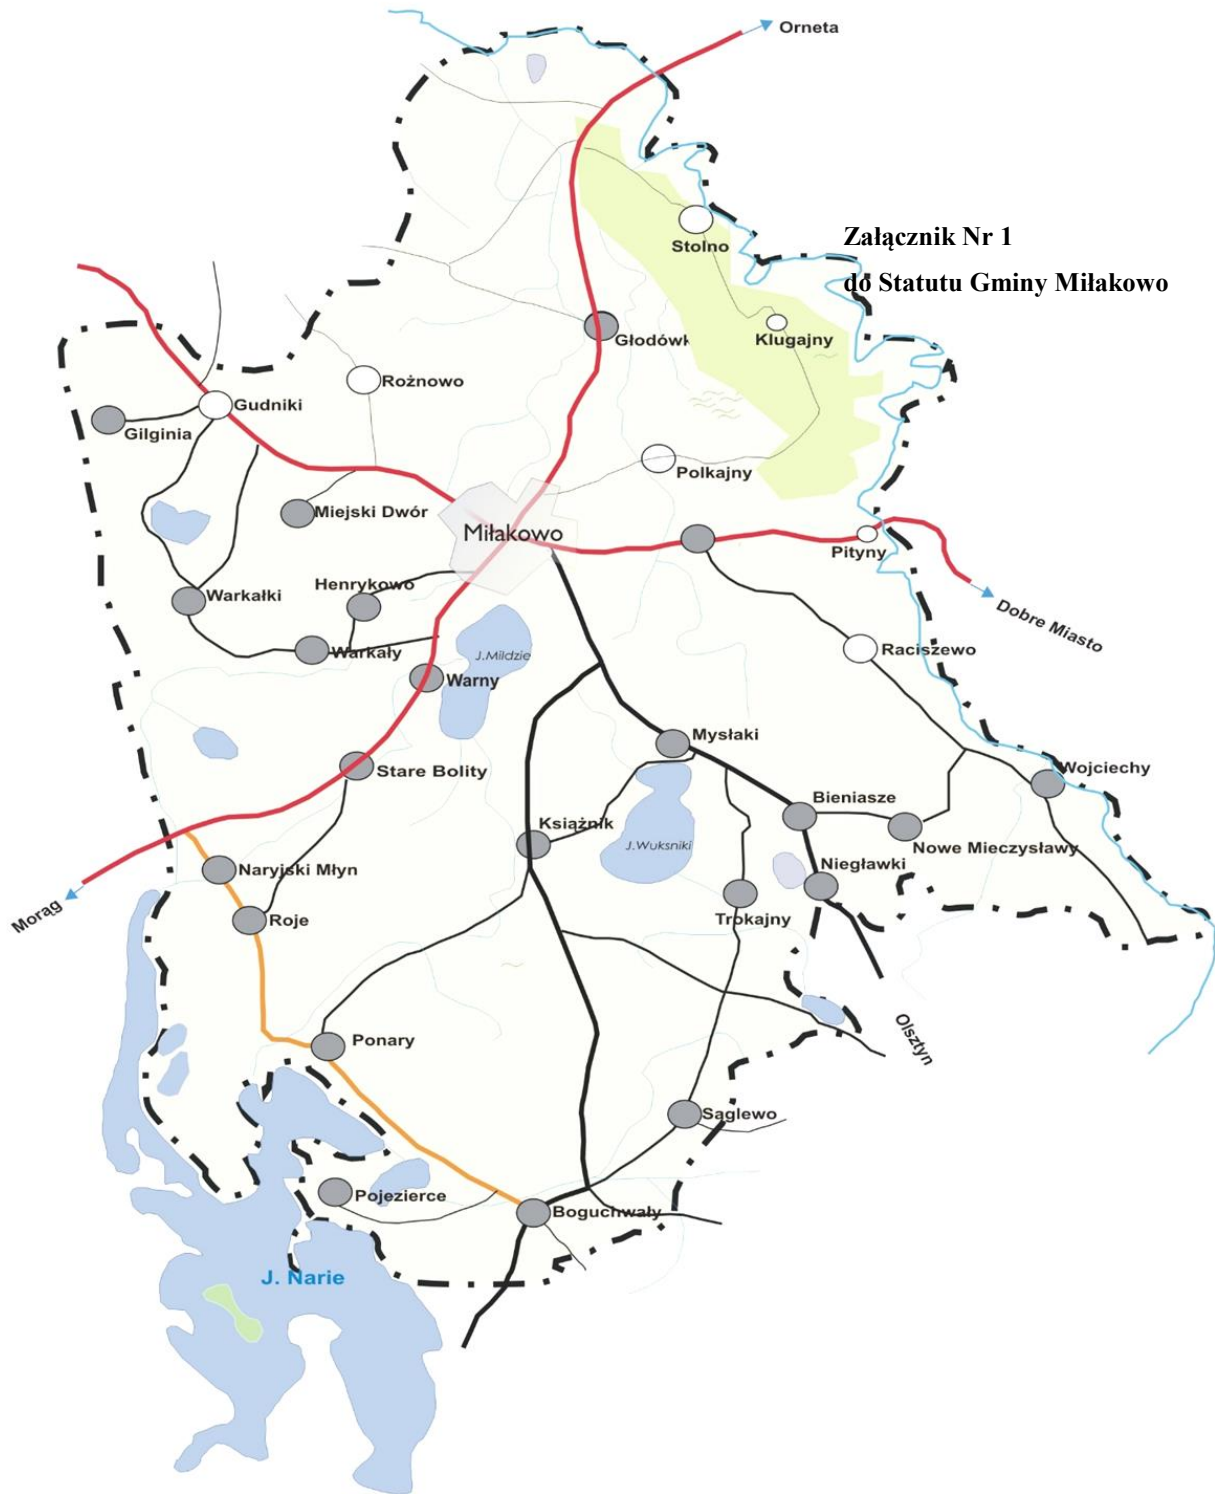 Orneta
Załącznik Nr 1
do Statutu Gminy Miłakowo
Stolno
Klugajny
Głodówk
Rożnowo
Gudniki
Gilginia
Polkajny
Miejski Dwór
Miłakowo
Pityny
Henrykowo
Warkałki
Dobre Miasto
Raciszewo
Warkały
J.Mildzie
Warny
Mysłaki
Stare Bolity
Wojciechy
Bieniasze
Książnik
J.Wuksniki
Nowe Mieczysławy
Naryjski Młyn
Niegławki
Morąg
Roje
Trokajny
Olsztyn
Ponary
Sąglewo
Pojezierce
Boguchwały
J. Narie